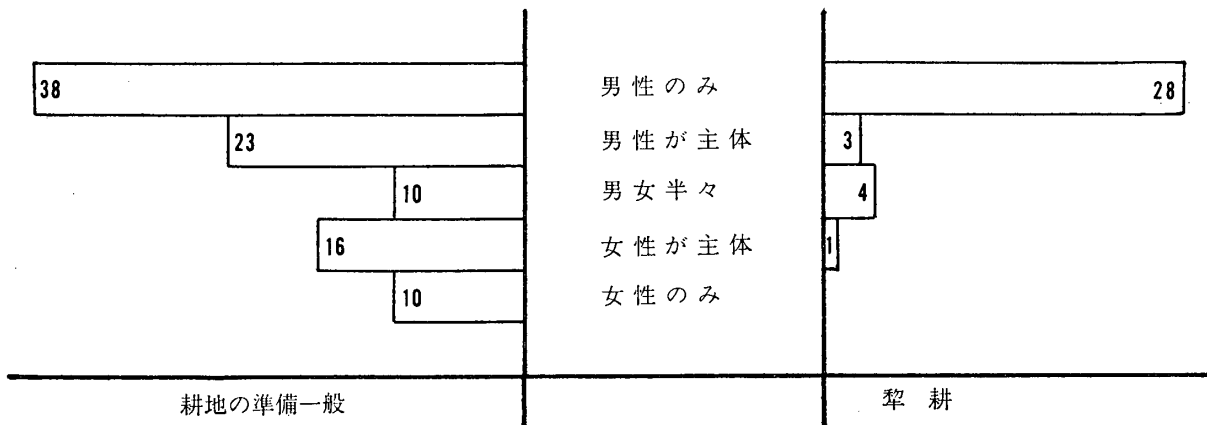 38 男性のみ 28
23 男性が主体 3
10 男女半々 4
16 女性が主体 1
10 女性のみ
耕地の準備一般 犂耕